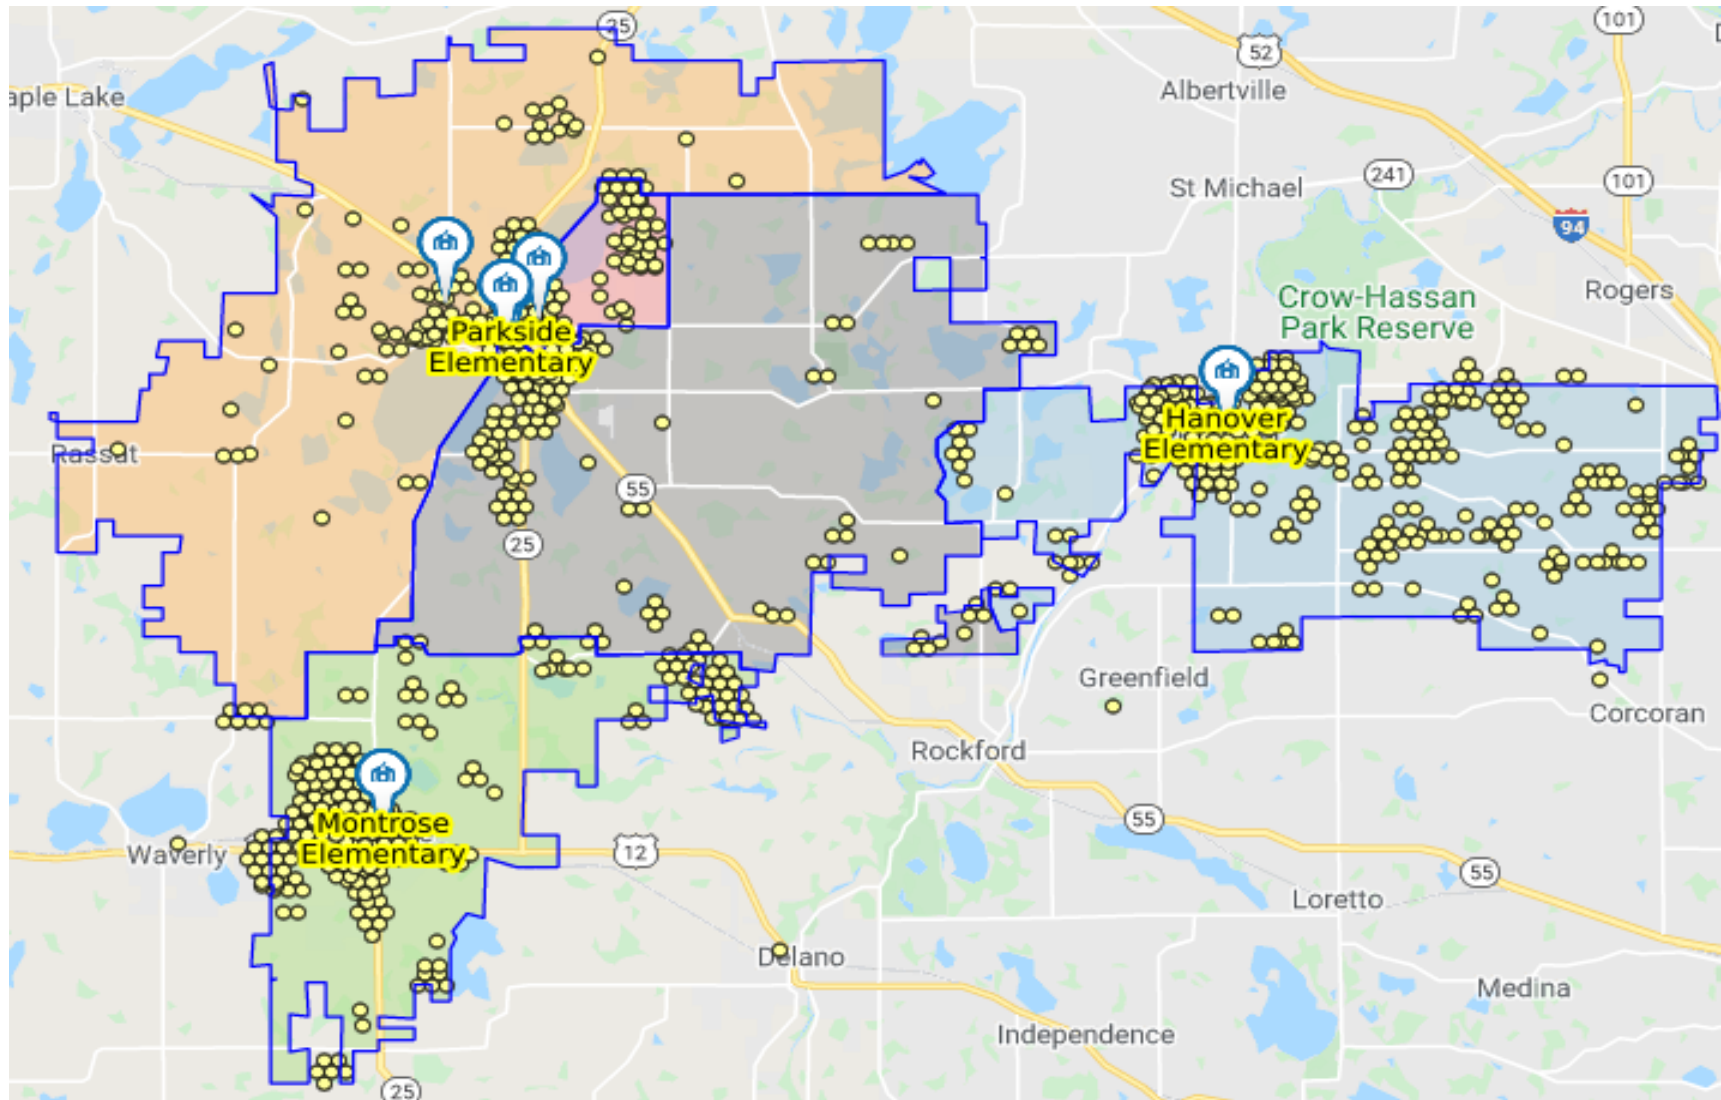 101
25
52
aple Lake
Albertville
241
St Michael
101
94
Crow-Hassan
Park Reserve
Rogers
Parkside
Elementary
Hanover
Elementary
Rassat
55
25
Greenfield
Corcoran
Rockford
55
Montrose
Elementary
Waverly
12
55
Loretto
Delano
Medina
Independence
25